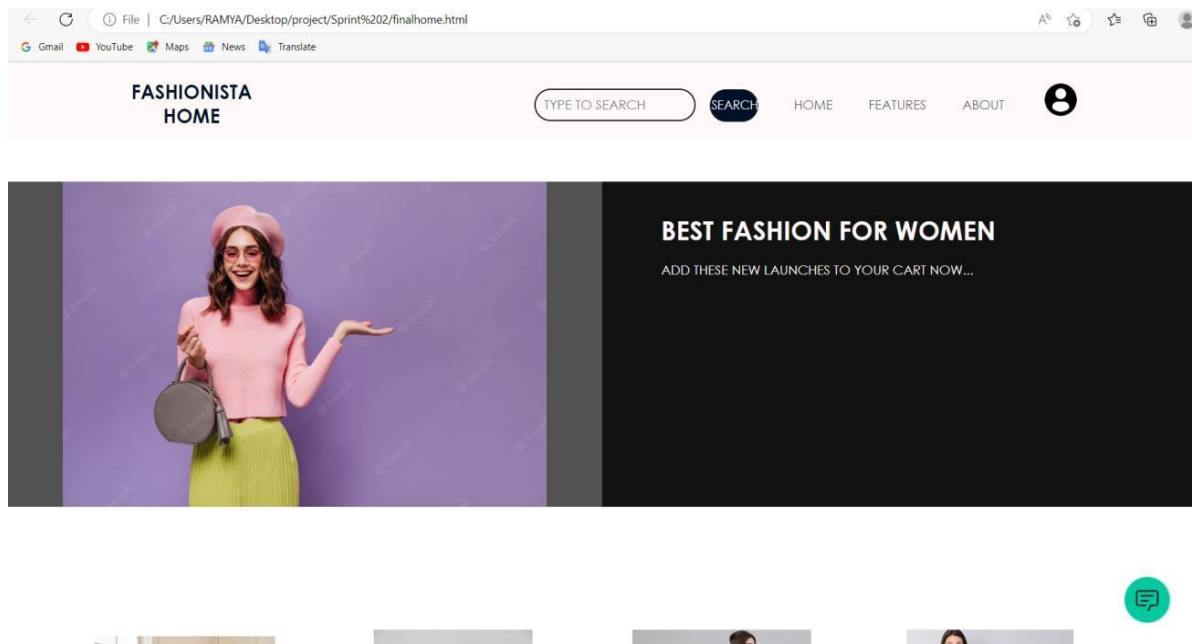 File | C:/Users/RAMYA/Desktop/project/Sprint%202/finalhome.html
Gmail YouTube Maps News Translate
FASHIONISTA
HOME
TYPE TO SEARCH SEARCH HOME FEATURES ABOUT
BEST FASHION FOR WOMEN
ADD THESE NEW LAUNCHES TO YOUR CART NOW...